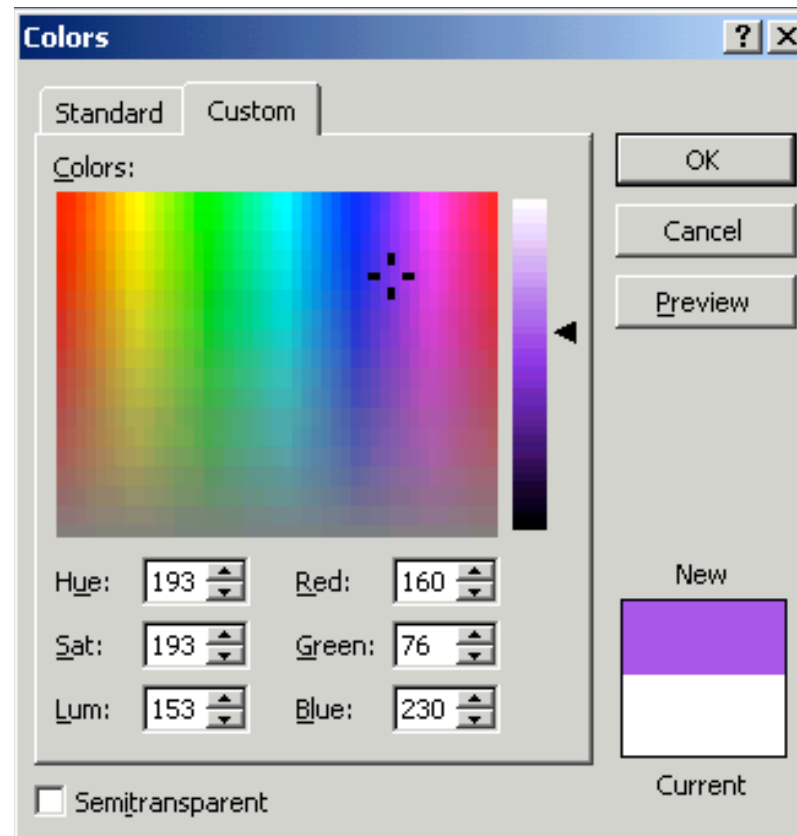 Colors
Standard Custom
Colors:
OK
Cancel
Preview
Hue: 193 Red: 160
Sat: 193 Green: 76
Lum: 153 Blue: 230
New
Current
Semitransparent